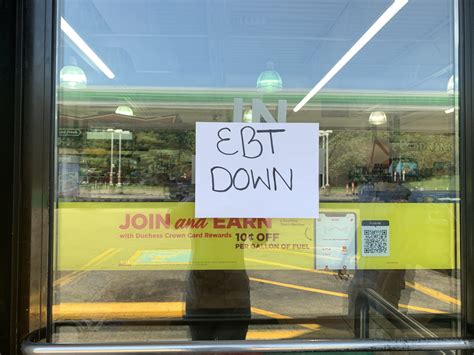 IN
EBT
DOWN
JOIN and EARN
with Duchess Crown Card Rewards
10¢ OFF
PER GALLON OF FUEL